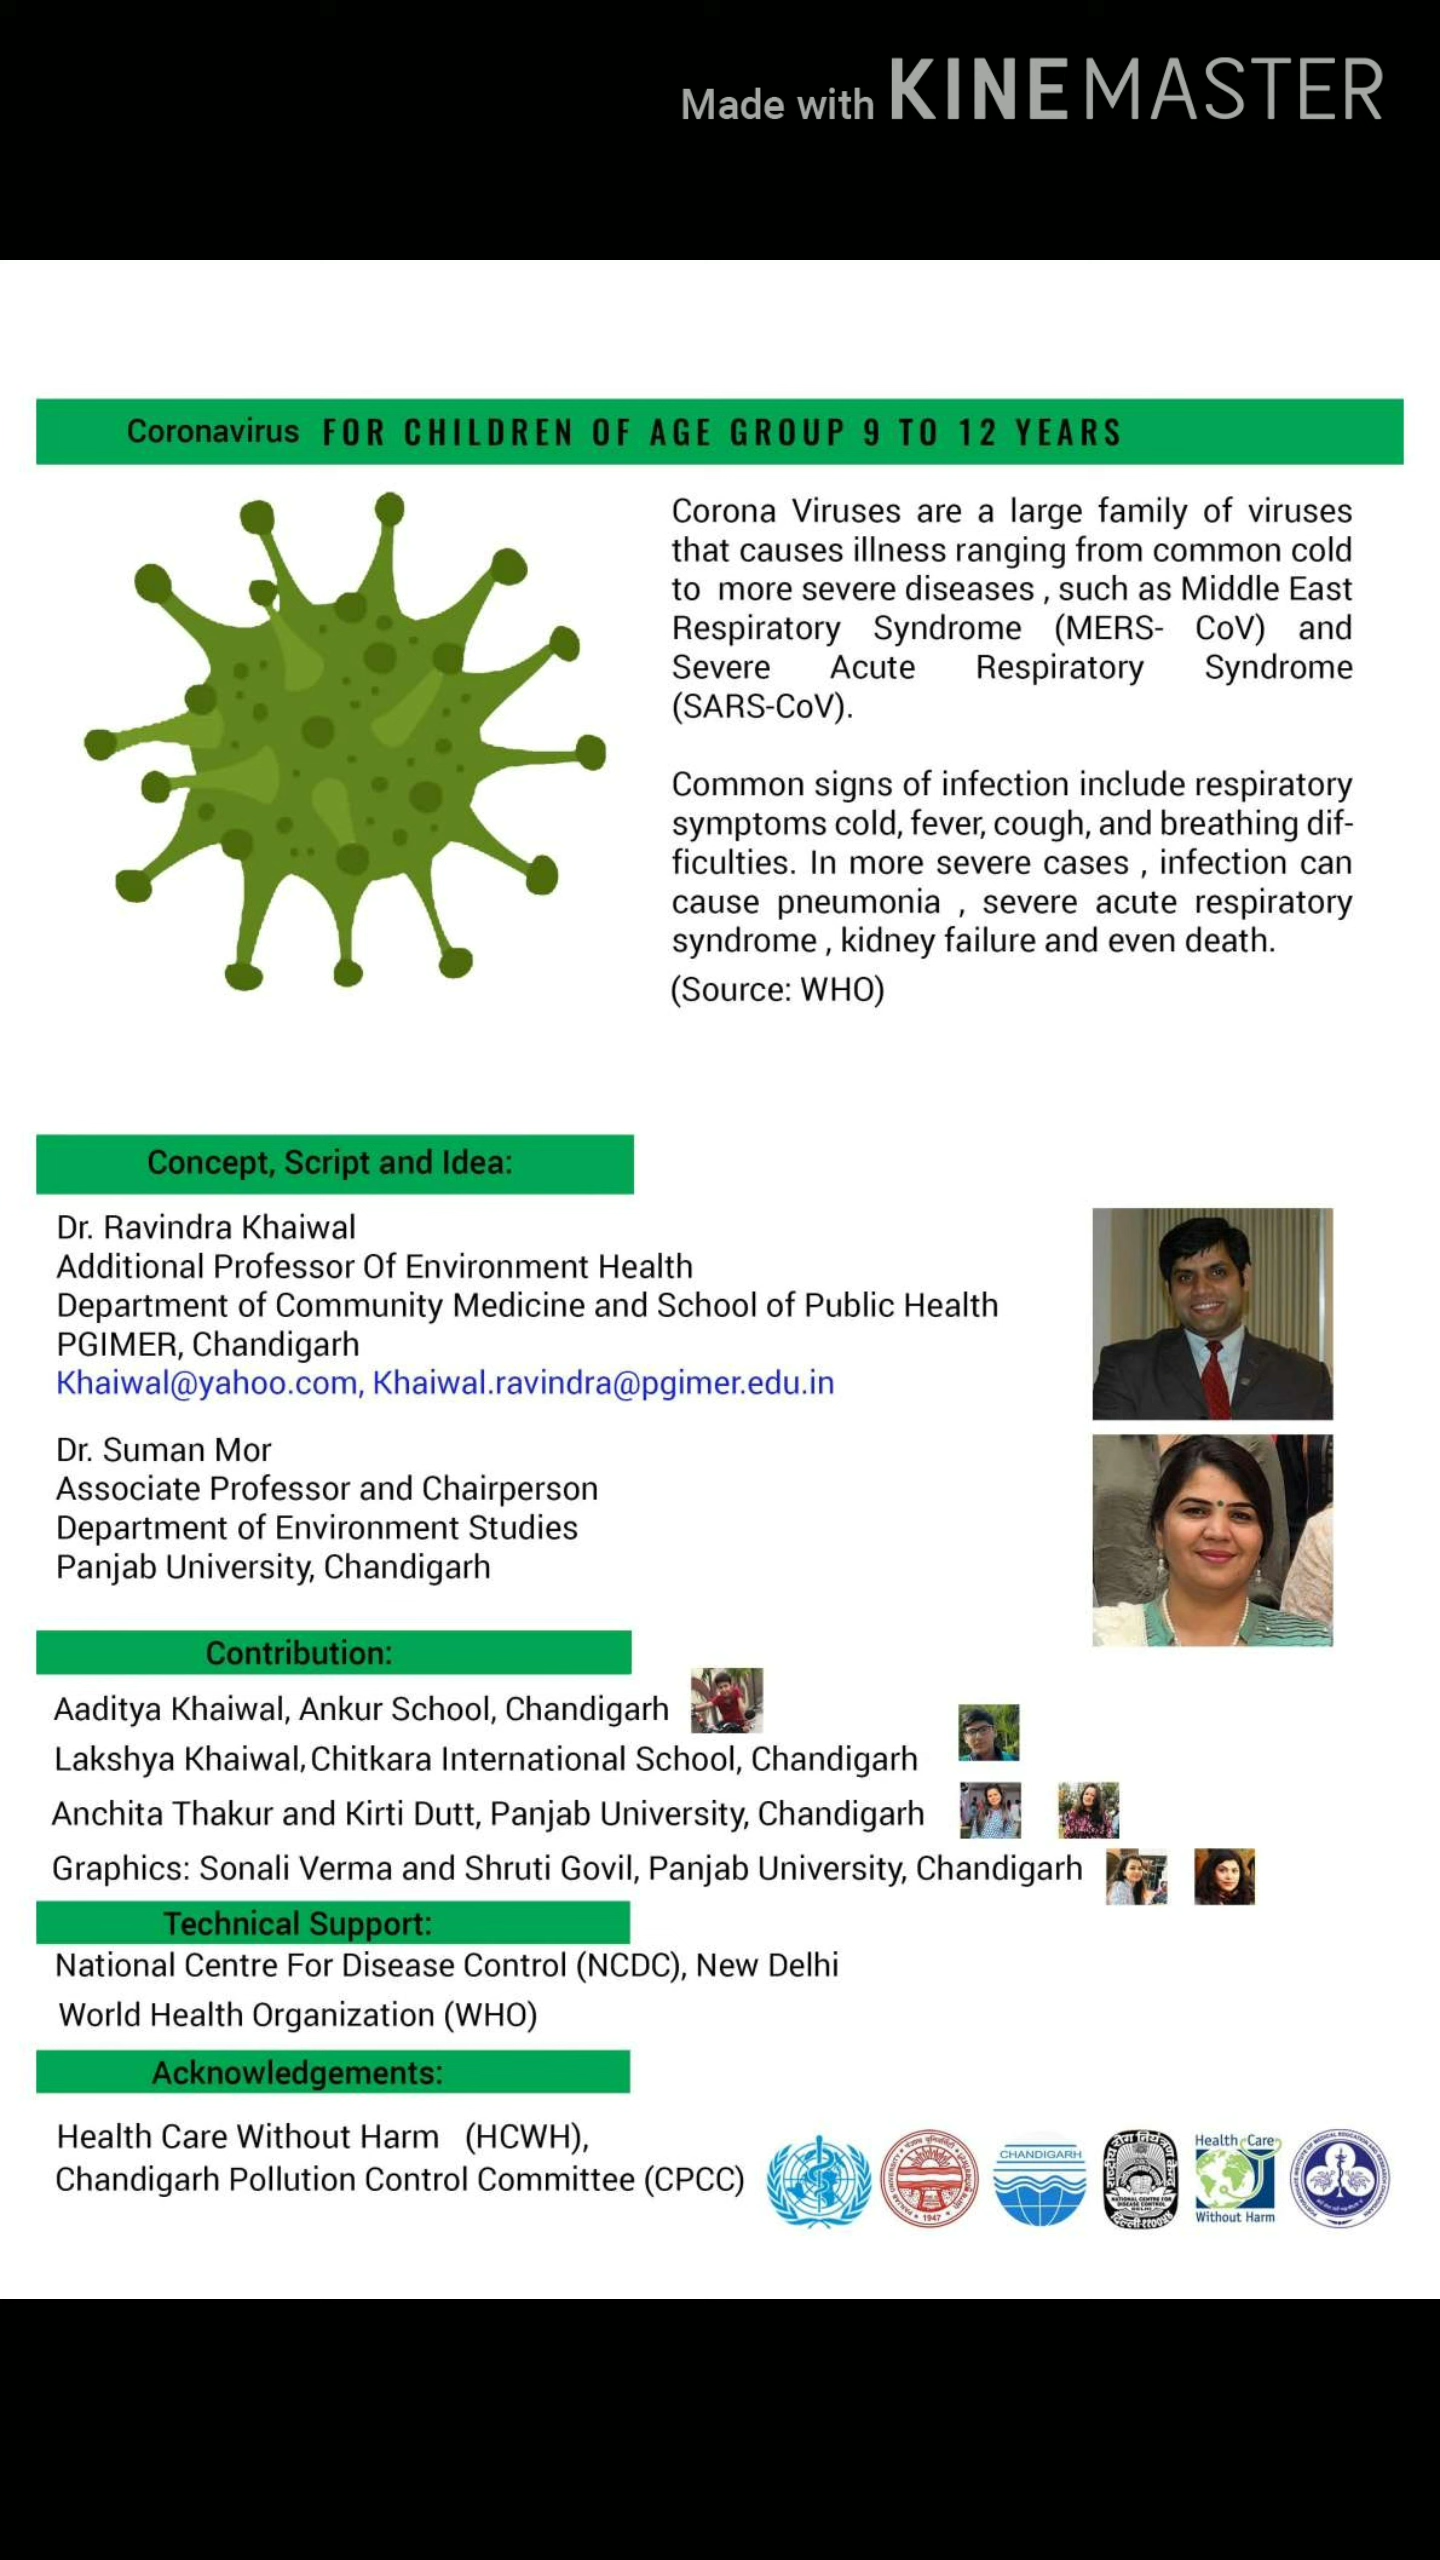 Made with KINEMASTER
Coronavirus FOR CHILDREN OF AGE GROUP 9 TO 12 YEARS
Corona Viruses are a large family of viruses
that causes illness ranging from common cold
to more severe diseases , such as Middle East
Respiratory Syndrome (MERS- CoV) and
Severe Acute Respiratory Syndrome
(SARS-CoV).
Common signs of infection include respiratory
symptoms cold, fever, cough, and breathing dif-
ficulties. In more severe cases , infection can
cause pneumonia , severe acute respiratory
syndrome , kidney failure and even death.
(Source: WHO)
Concept, Script and Idea:
Dr. Ravindra Khaiwal
Additional Professor Of Environment Health
Department of Community Medicine and School of Public Health
PGIMER, Chandigarh
Khaiwal@yahoo.com, Khaiwal.ravindra@pgimer.edu.in
Dr. Suman Mor
Associate Professor and Chairperson
Department of Environment Studies
Panjab University, Chandigarh
Contribution:
Aaditya Khaiwal, Ankur School, Chandigarh
Lakshya Khaiwal, Chitkara International School, Chandigarh
Anchita Thakur and Kirti Dutt, Panjab University, Chandigarh
Graphics: Sonali Verma and Shruti Govil, Panjab University, Chandigarh
Technical Support:
National Centre For Disease Control (NCDC), New Delhi
World Health Organization (WHO)
Acknowledgements:
Health Care Without Harm (HCWH),
Chandigarh Pollution Control Committee (CPCC)
1947
CHANDIGARH
NATIONAL CENTRE FOR
DISEASE CONTROL
Health Care
Without Harm